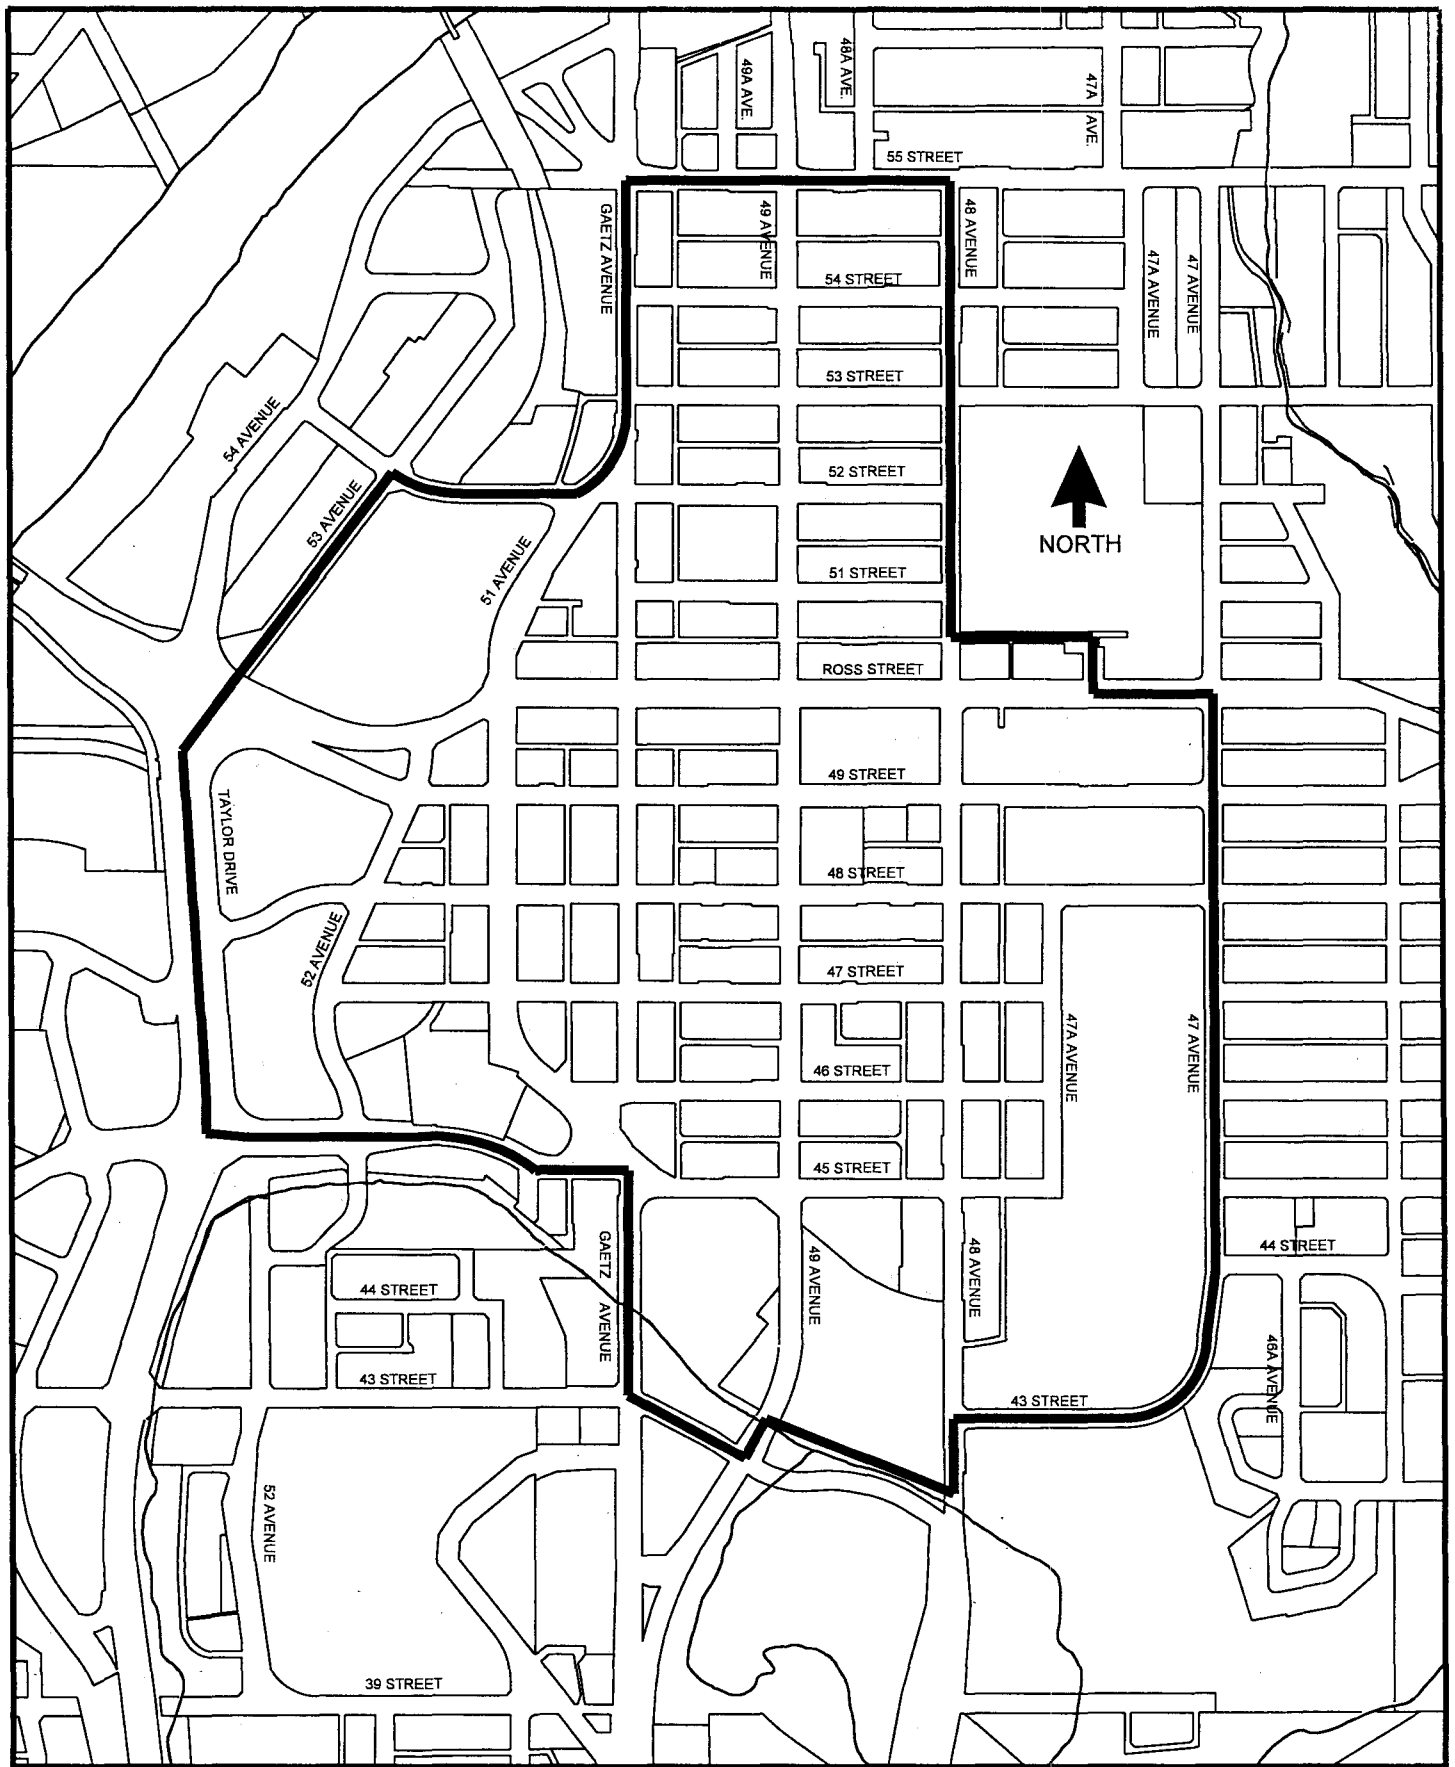 49A AVE.
48A AVE.
47A AVE.
55 STREET
GAETZ AVENUE
49 AVENUE
48 AVENUE
54 STREET
47A AVENUE
47 AVENUE
53 STREET
54 AVENUE
52 STREET
53 AVENUE
NORTH
51 AVENUE
51 STREET
ROSS STREET
49 STREET
TAYLOR DRIVE
48 STREET
52 AVENUE
47 STREET
47A AVENUE
47 AVENUE
46 STREET
45 STREET
GAETZ AVENUE
49 AVENUE
48 AVENUE
44 STREET
44 STREET
46A AVENUE
43 STREET
43 STREET
52 AVENUE
39 STREET